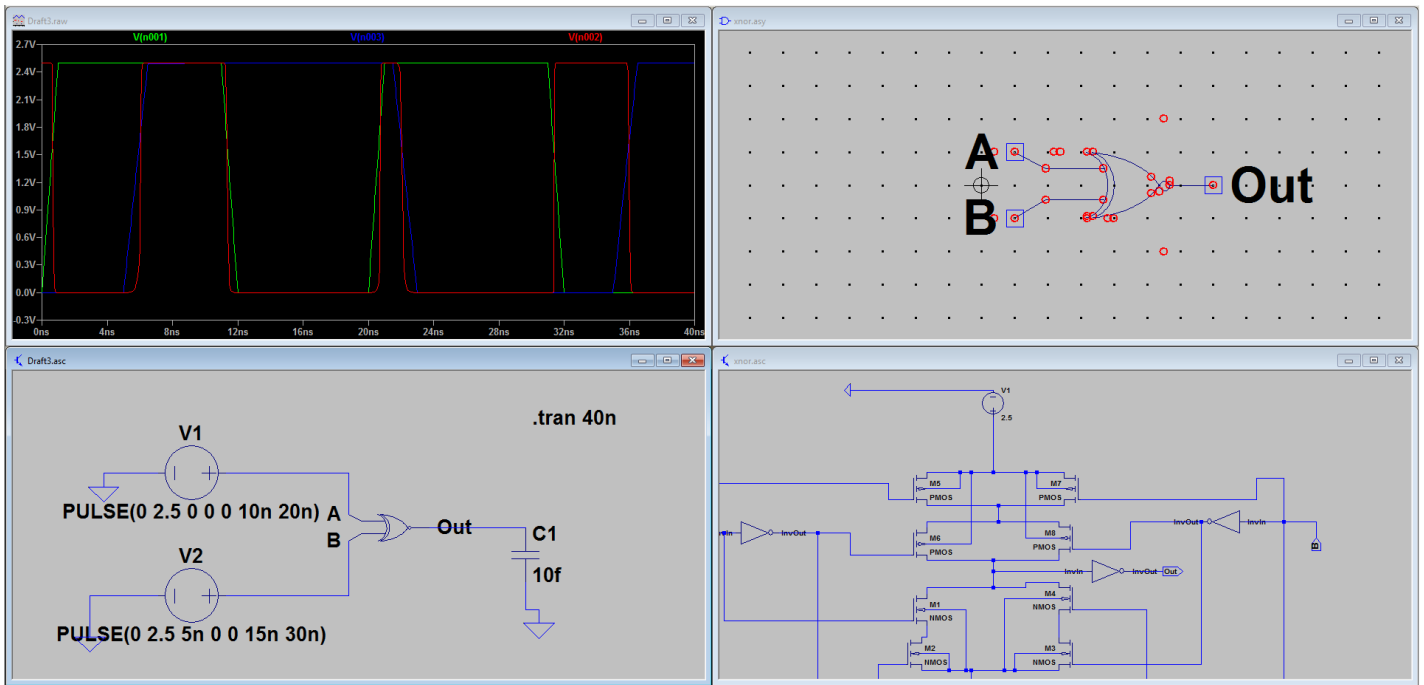 Draft3.raw
V(n001) V(n003) V(n002)
2.7V
2.4V
2.1V
1.8V
1.5V
1.2V
0.9V
0.6V
0.3V
0.0V
-0.3V
0ns 4ns 8ns 12ns 16ns 20ns 24ns 28ns 32ns 36ns 40ns
xnor.asy
A
B
Out
Draft3.asc
.tran 40n
V1
PULSE(0 2.5 0 0 0 10n 20n)
A
B
Out
C1
10f
V2
PULSE(0 2.5 5n 0 0 15n 30n)
xnor.asc
V1
2.5
M5
PMOS
M7
PMOS
InvOut
M6
PMOS
M8
PMOS
InvOut
InvIn
B
InvIn
InvOut
Out
M1
NMOS
M4
NMOS
M2
NMOS
M3
NMOS